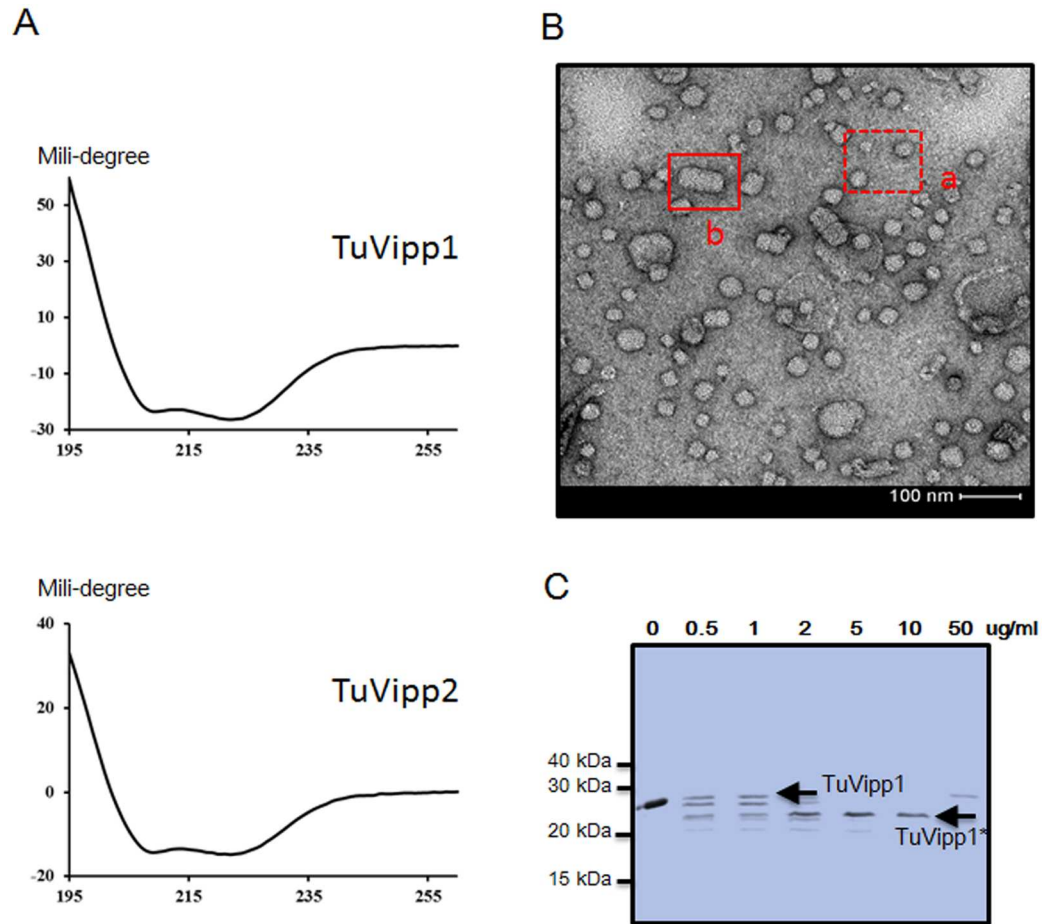 A
Mili-degree
50
30
10
-10
-30
TuVipp1
195 215 235 255
Mili-degree
40
20
0
-20
TuVipp2
195 215 235 255
B
a
b
100 nm
C
0 0.5 1 2 5 10 50 ug/ml
40 kDa
30 kDa
20 kDa
15 kDa
TuVipp1
TuVipp1*